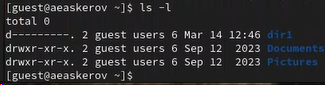 [guest@aeaskerov ~]$ ls -l
total 0
d---------. 2 guest users 6 Mar 14 12:46 dir1
drwxr-xr-x. 2 guest users 6 Sep 12  2023 Documents
drwxr-xr-x. 2 guest users 6 Sep 12  2023 Pictures
[guest@aeaskerov ~]$